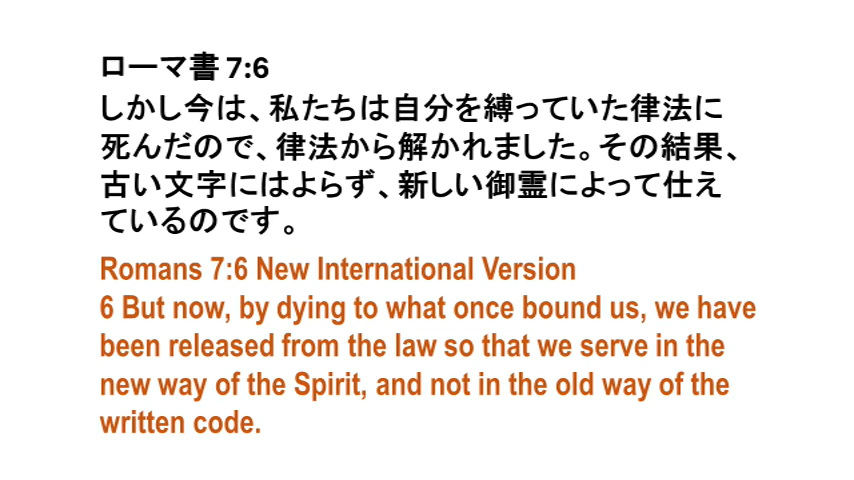 ローマ書 7:6
しかし今は、私たちは自分を縛っていた律法に
死んだので、律法から解かれました。その結果、
古い文字にはよらず、新しい御霊によって仕え
ているのです。
Romans 7:6 New International Version
6 But now, by dying to what once bound us, we have
been released from the law so that we serve in the
new way of the Spirit, and not in the old way of the
written code.